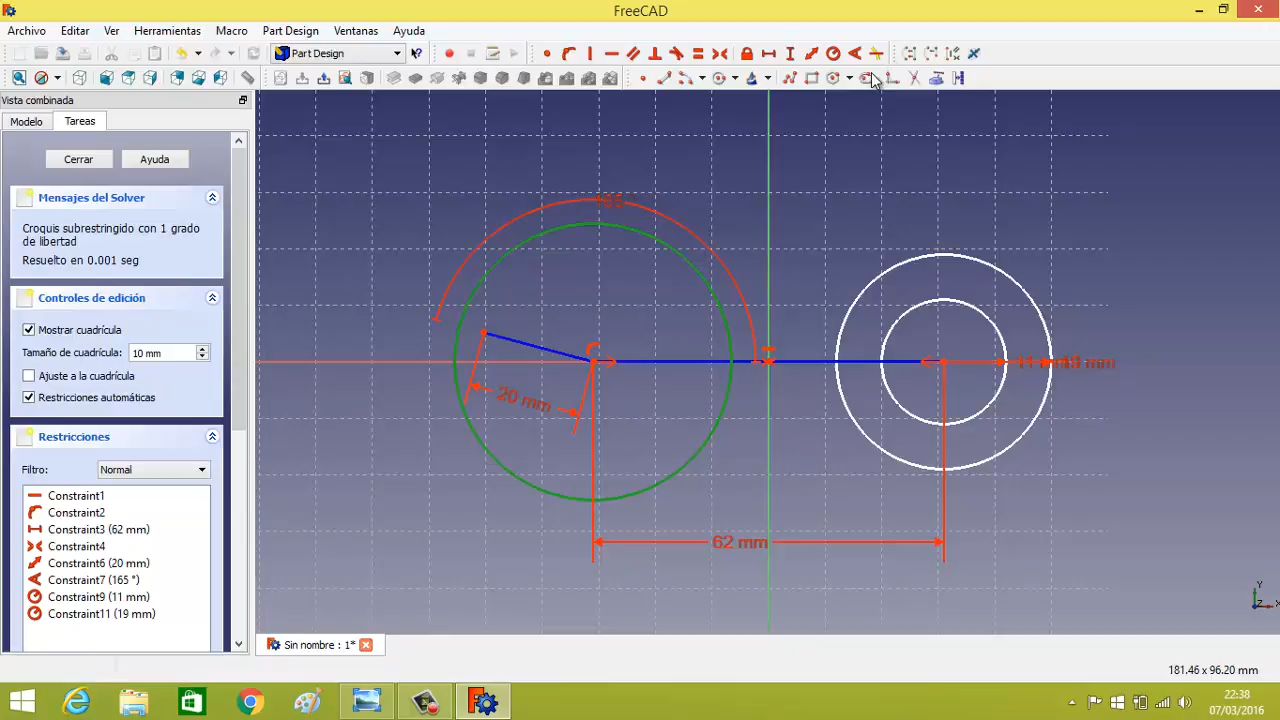 FreeCAD
Archivo Editar Ver Herramientas Macro Part Design Ventanas Ayuda
Part Design
Vista combinada
Modelo Tareas
Cerrar Ayuda
Mensajes del Solver
Croquis subrestringido con 1 grado
de libertad
Resuelto en 0.001 seg
Controles de edición
Mostrar cuadrícula
Tamaño de cuadrícula: 10 mm
Ajuste a la cuadrícula
Restricciones automáticas
Restricciones
Filtro: Normal
Constraint1
Constraint2
Constraint3 (62 mm)
Constraint4
Constraint6 (20 mm)
Constraint7 (165 °)
Constraint9 (11 mm)
Constraint11 (19 mm)
165
20 mm
62 mm
Y
Z
X
Sin nombre : 1*
181.46 x 96.20 mm
22:38
07/03/2016